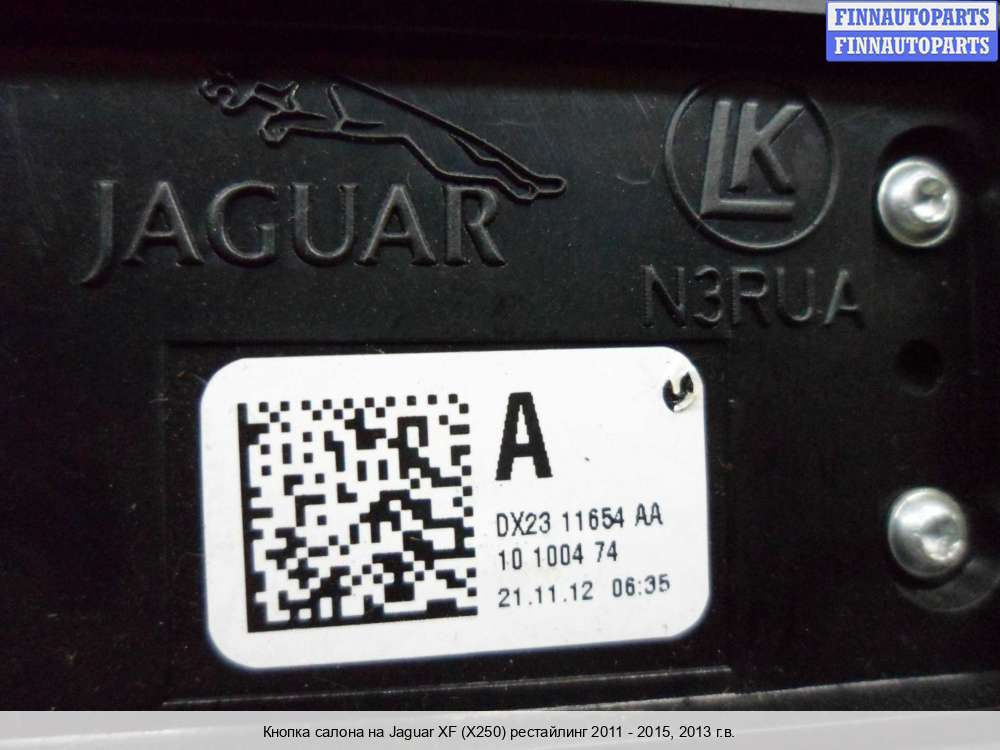 FINNAUTOPARTS
FINNAUTOPARTS
JAGUAR
LK
N3RUA
A
DX23 11654 AA
10 1004 74
21.11.12 06:35
Кнопка салона на Jaguar XF (X250) рестайлинг 2011 - 2015, 2013 г.в.